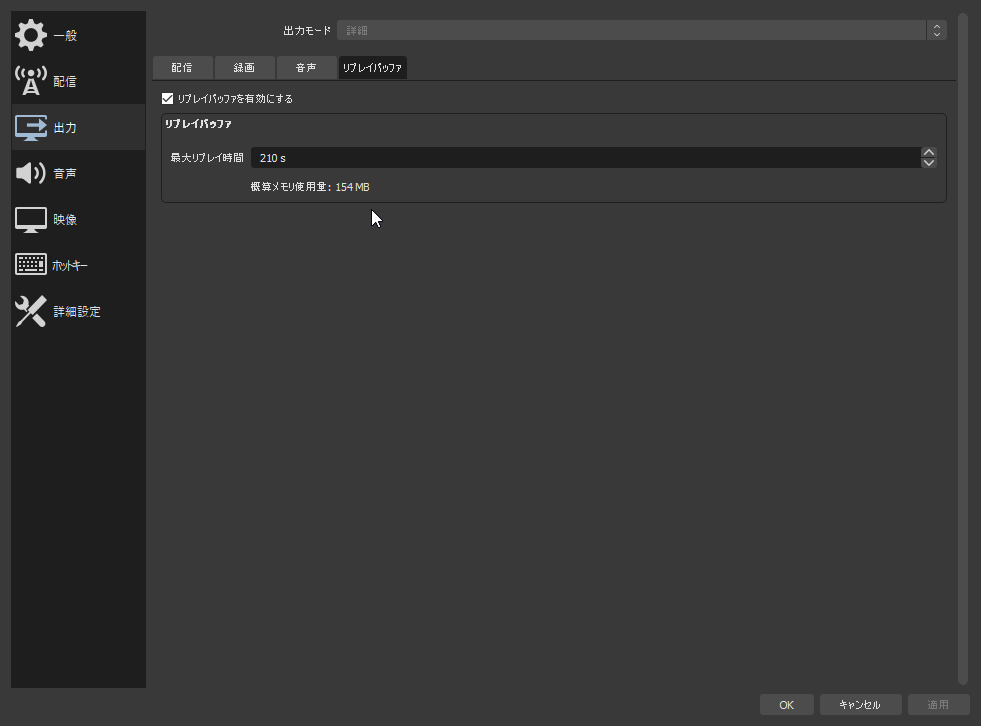 一般
配信
出力
音声
映像
ホットキー
詳細設定
出力モード 詳細
配信 録画 音声 リプレイバッファ
リプレイバッファを有効にする
リプレイバッファ
最大リプレイ時間 210 s
概算メモリ使用量: 154 MB
OK キャンセル 適用